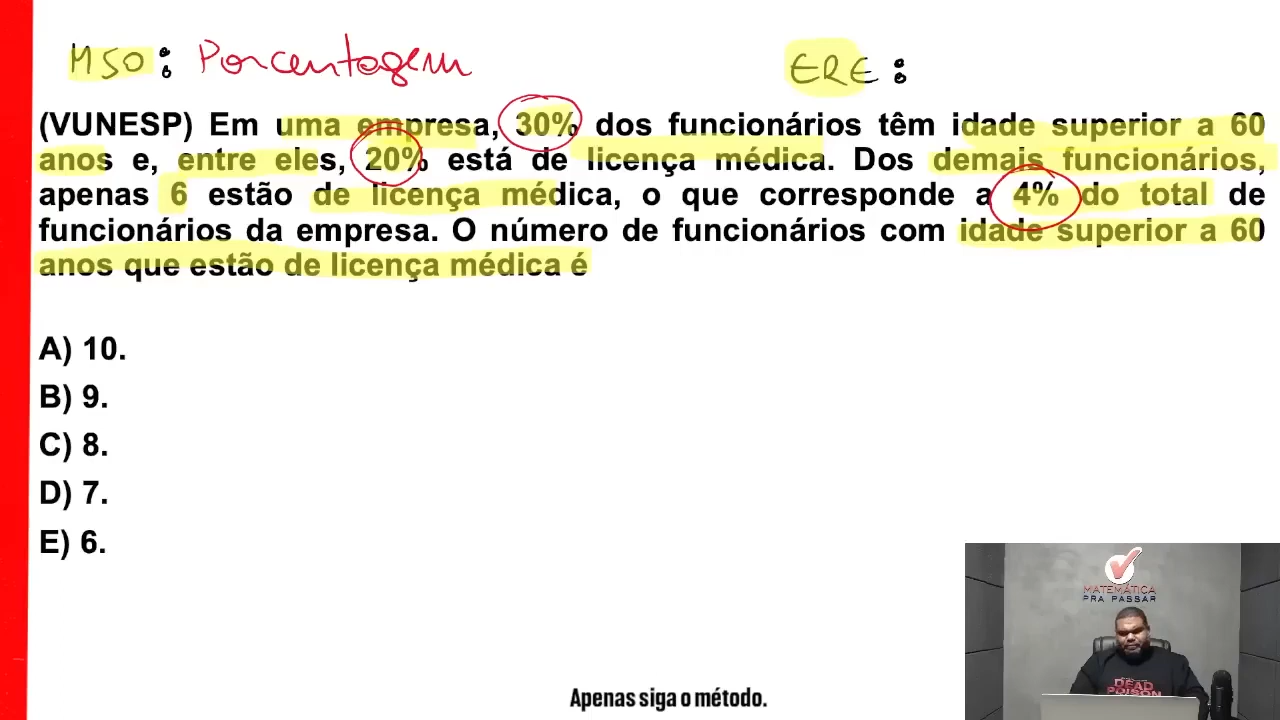 MSO: Porcentagem
ERE:
(VUNESP) Em uma empresa, 30% dos funcionários têm idade superior a 60
anos e, entre eles, 20% está de licença médica. Dos demais funcionários,
apenas 6 estão de licença médica, o que corresponde a 4% do total de
funcionários da empresa. O número de funcionários com idade superior a 60
anos que estão de licença médica é
A) 10.
B) 9.
C) 8.
D) 7.
E) 6.
MATEMÁTICA
PRA PASSAR
DEAD
POISON
Apenas siga o método.